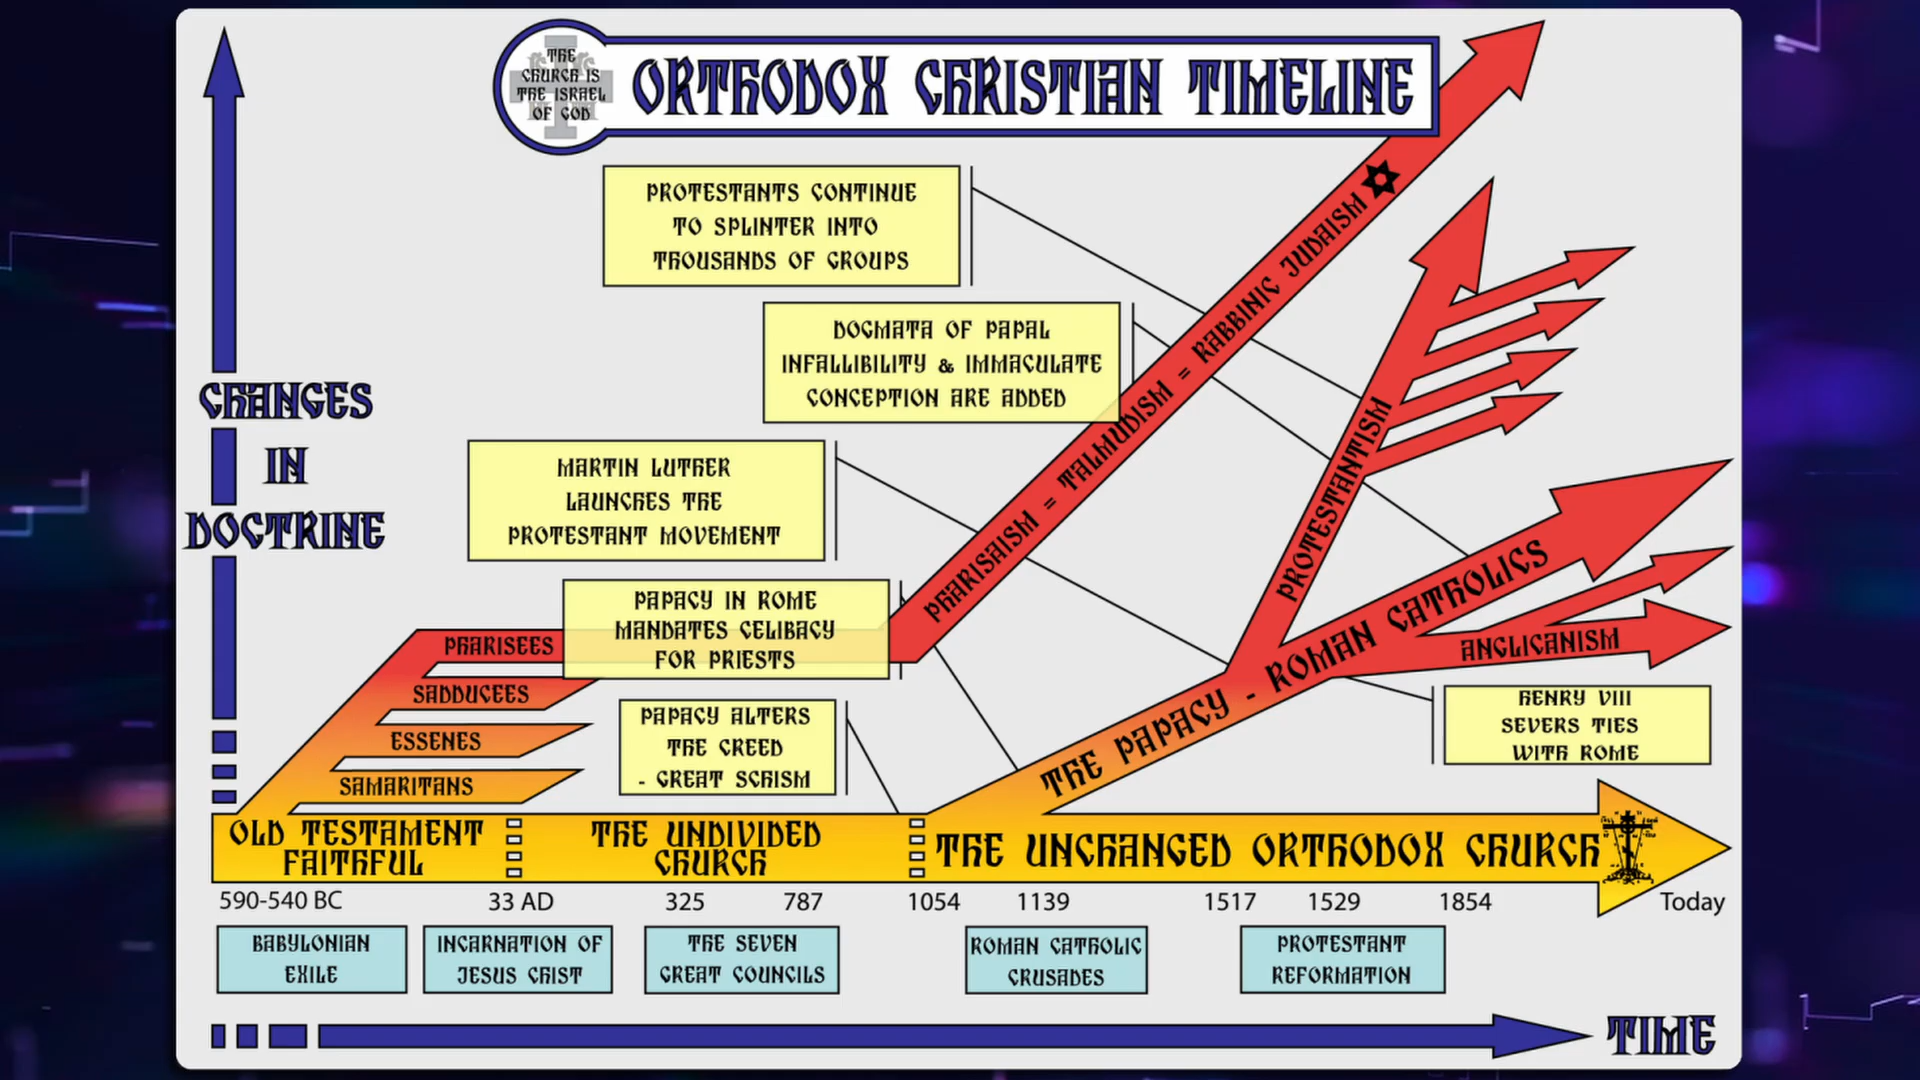 THE
CHURCH IS
THE ISRAEL
OF GOD
ORTHODOX CHRISTIAN TIMELINE
PROTESTANTS CONTINUE
TO SPLINTER INTO
THOUSANDS OF GROUPS
DOGMATA OF PAPAL
INFALLIBILITY & IMMACULATE
CONCEPTION ARE ADDED
CHANGES
IN
DOCTRINE
MARTIN LUTHER
LAUNCHES THE
PROTESTANT MOVEMENT
PAPACY IN ROME
MANDATES CELIBACY
FOR PRIESTS
PAPACY ALTERS
THE CREED
- GREAT SCHISM
PHARISAISM = TALMUDISM = RABBINIC JUDAISM
PROTESTANTISM
THE PAPACY - ROMAN CATHOLICS
ANGLICANISM
HENRY VIII
SEVERS TIES
WITH ROME
PHARISEES
SADDUCEES
ESSENES
SAMARITANS
OLD TESTAMENT
FAITHFUL
THE UNDIVIDED
CHURCH
THE UNCHANGED ORTHODOX CHURCH
590-540 BC
33 AD
325
787
1054
1139
1517
1529
1854
Today
BABYLONIAN
EXILE
INCARNATION OF
JESUS CHIST
THE SEVEN
GREAT COUNCILS
ROMAN CATHOLIC
CRUSADES
PROTESTANT
REFORMATION
TIME